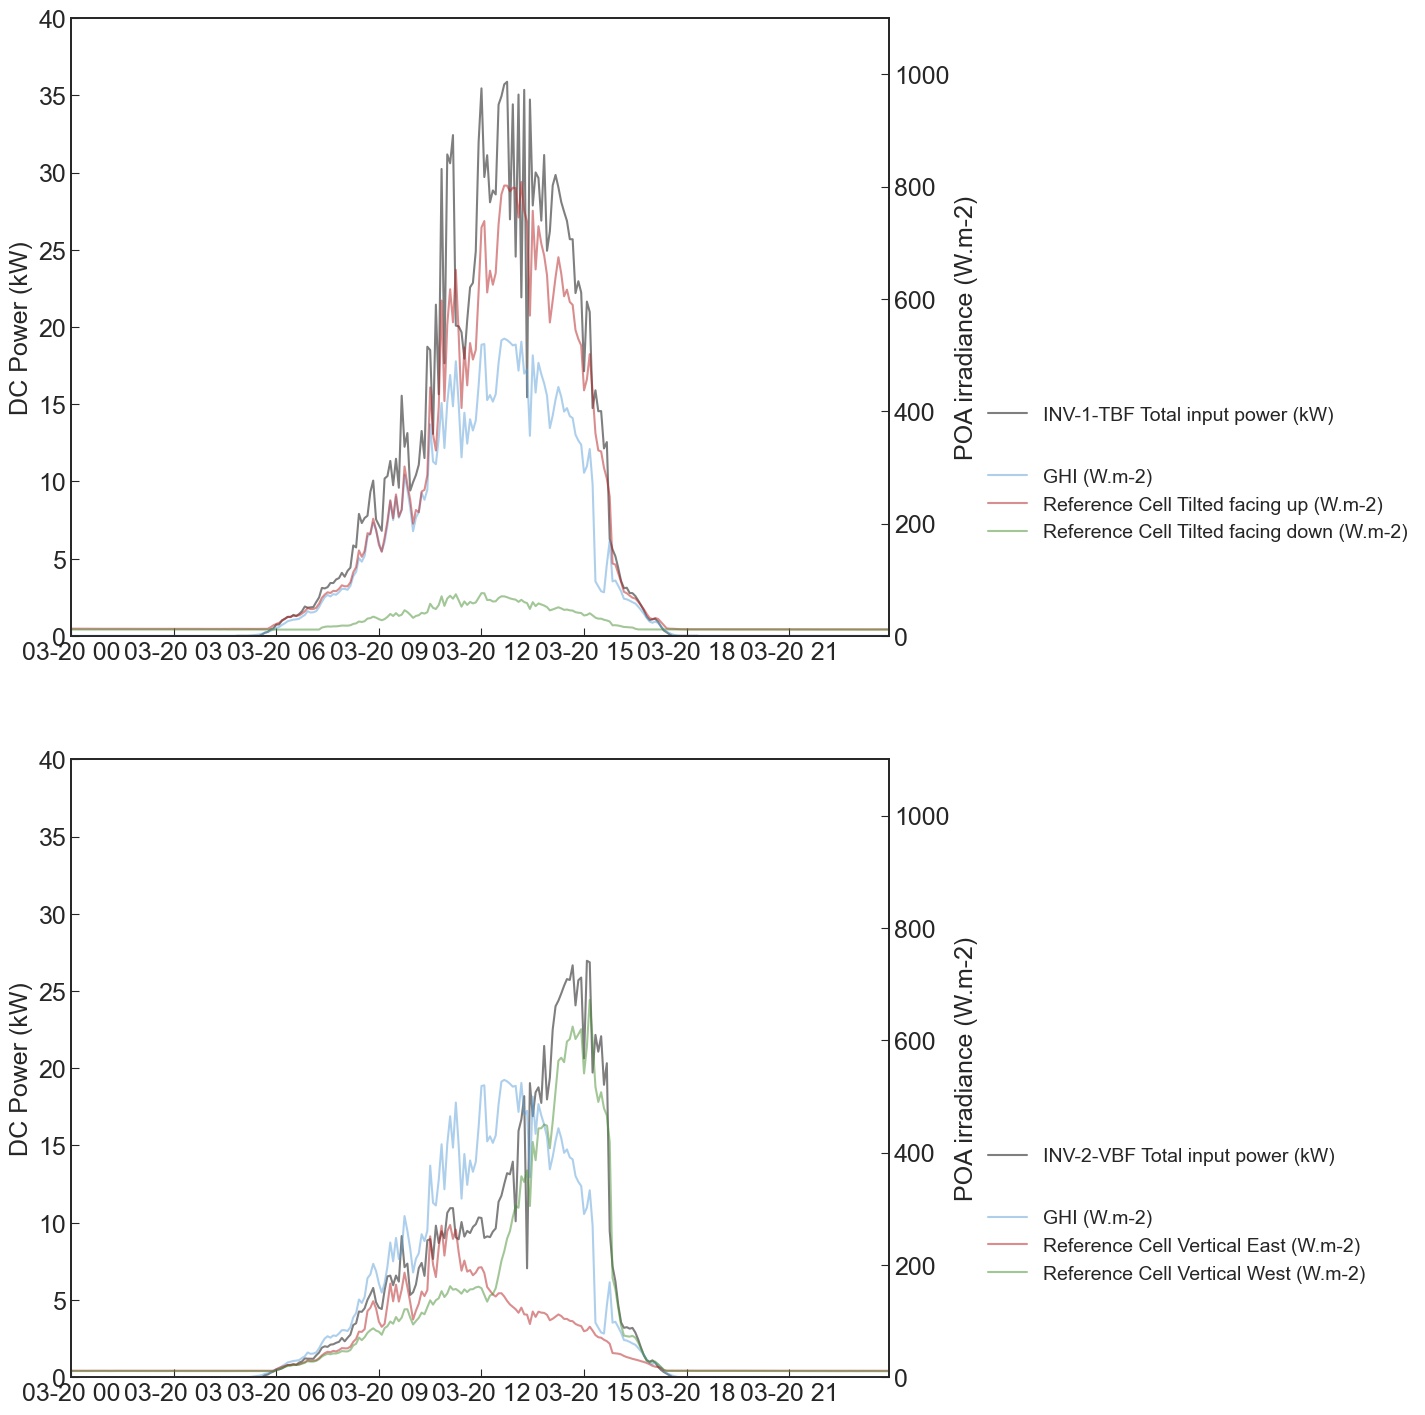 40
35
30
25
20
15
10
5
0
DC Power (kW)
1000
800
600
400
200
0
POA irradiance (W.m-2)
03-20 00 03-20 03 03-20 06 03-20 09 03-20 12 03-20 15 03-20 18 03-20 21
INV-1-TBF Total input power (kW)
GHI (W.m-2)
Reference Cell Tilted facing up (W.m-2)
Reference Cell Tilted facing down (W.m-2)
40
35
30
25
20
15
10
5
0
DC Power (kW)
1000
800
600
400
200
0
POA irradiance (W.m-2)
03-20 00 03-20 03 03-20 06 03-20 09 03-20 12 03-20 15 03-20 18 03-20 21
INV-2-VBF Total input power (kW)
GHI (W.m-2)
Reference Cell Vertical East (W.m-2)
Reference Cell Vertical West (W.m-2)